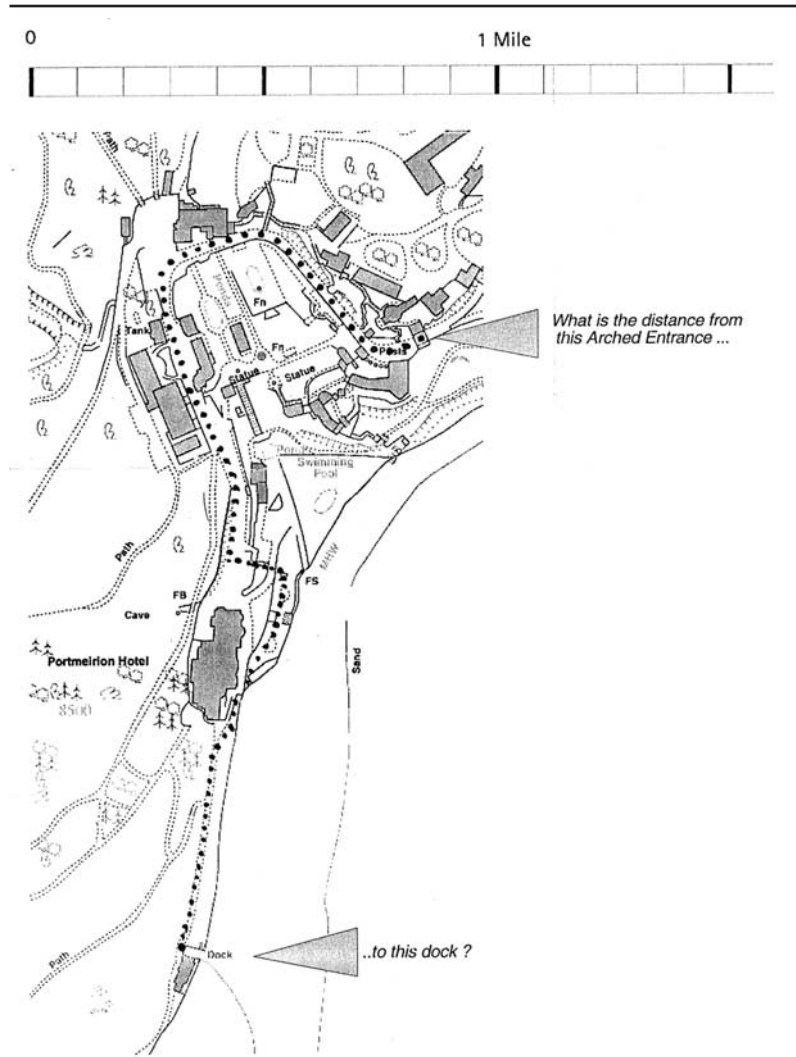 0
1 Mile
Path
Fn
Tank
Fn
Posts
What is the distance from
this Arched Entrance ...
Statue
Statue
Swimming
Pool
MHW
Path
FS
FB
Cave
Sand
Portmeirion Hotel
8500
Path
Dock
..to this dock ?